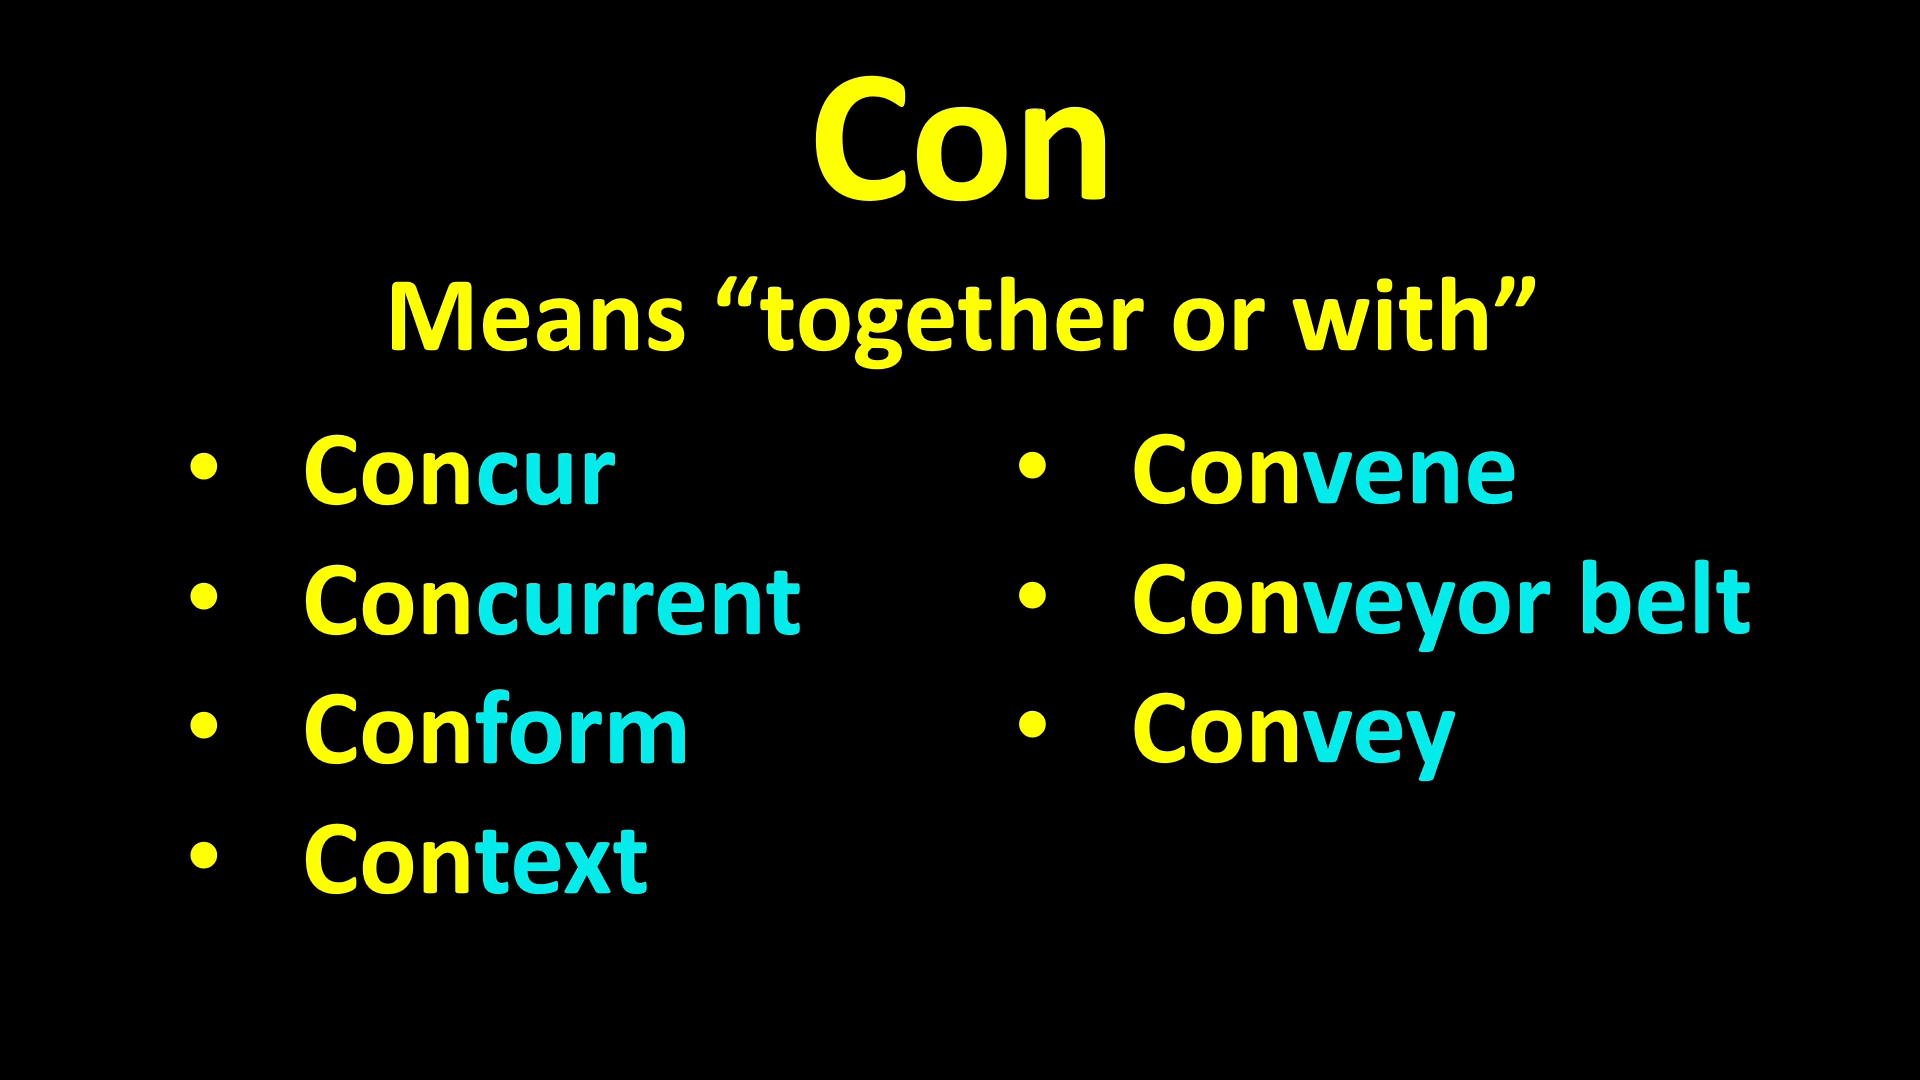 Con
Means “together or with”
• Concur
• Concurrent
• Conform
• Context
• Convene
• Conveyor belt
• Convey